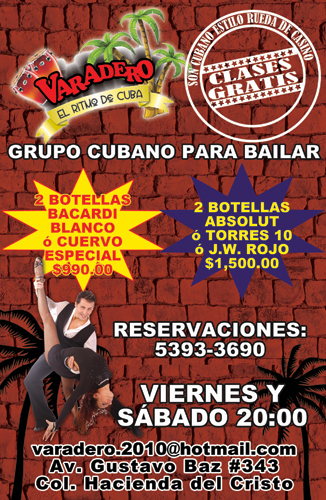 VARADERO
EL RITMO DE CUBA
SON CUBANO ESTILO RUEDA DE CASINO
CLASES
GRATIS
GRUPO CUBANO PARA BAILAR
2 BOTELLAS
BACARDI
BLANCO
ó CUERVO
ESPECIAL
$990.00
2 BOTELLAS
ABSOLUT
ó TORRES 10
ó J.W. ROJO
$1,500.00
RESERVACIONES:
5393-3690
VIERNES Y
SÁBADO 20:00
varadero.2010@hotmail.com
Av. Gustavo Baz #343
Col. Hacienda del Cristo